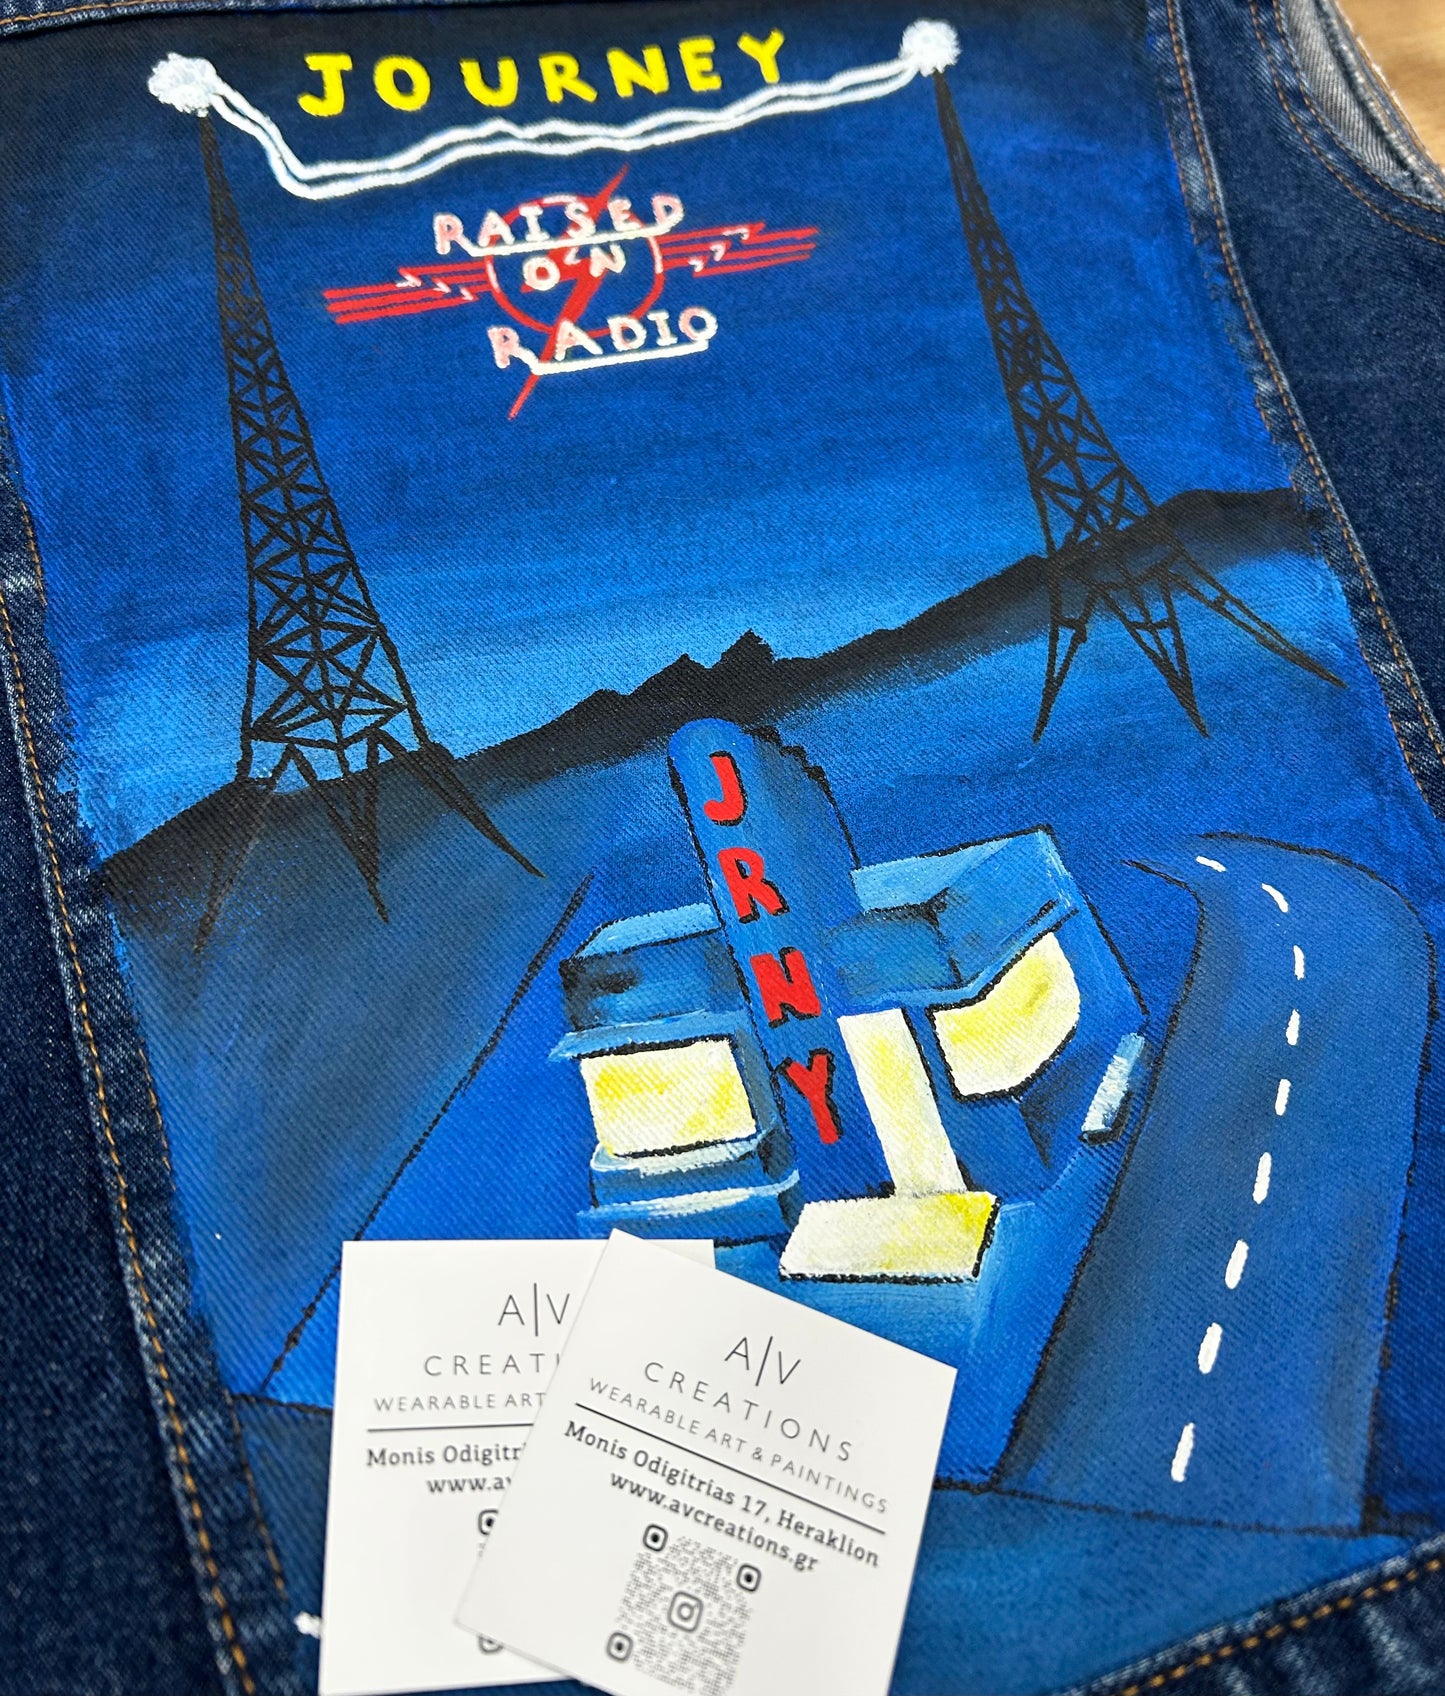 JOURNEY
RAISED
ON
RADIO
JRNY
A|V
CREATI
WEARABLE ART
Monis Odigitr
www.av
A|V
CREATIONS
WEARABLE ART & PAINTINGS
Monis Odigitrias 17, Heraklion
www.avcreations.gr